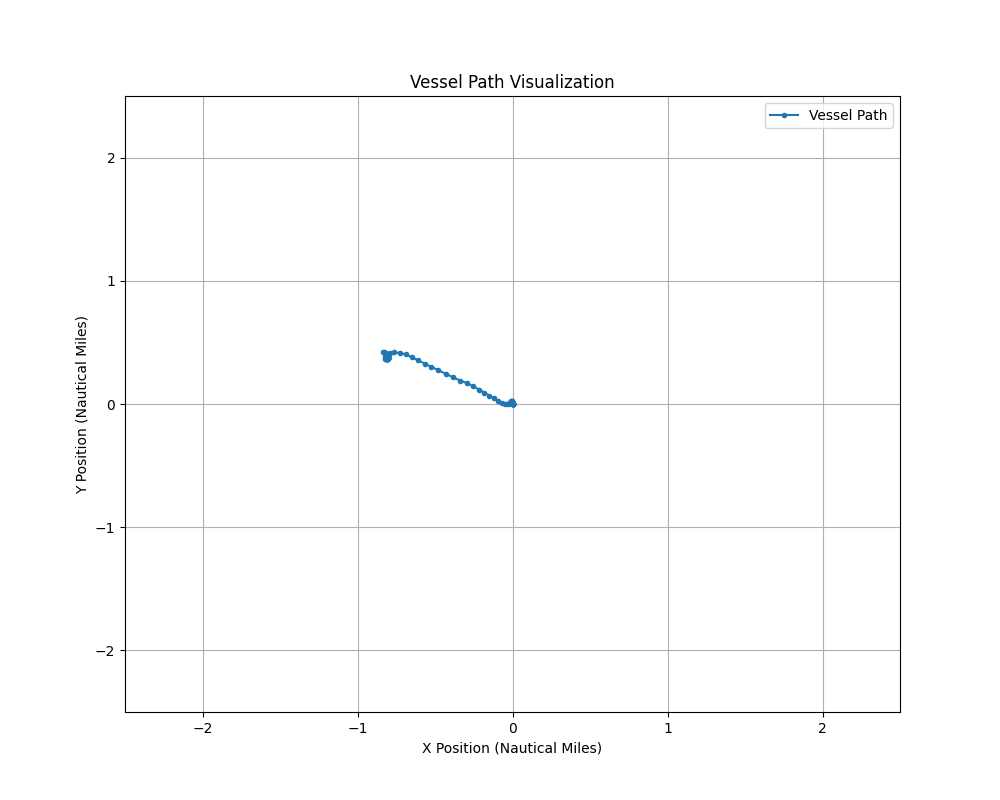 Vessel Path Visualization
Vessel Path
2
1
0
−1
−2
Y Position (Nautical Miles)
−2
−1
0
1
2
X Position (Nautical Miles)